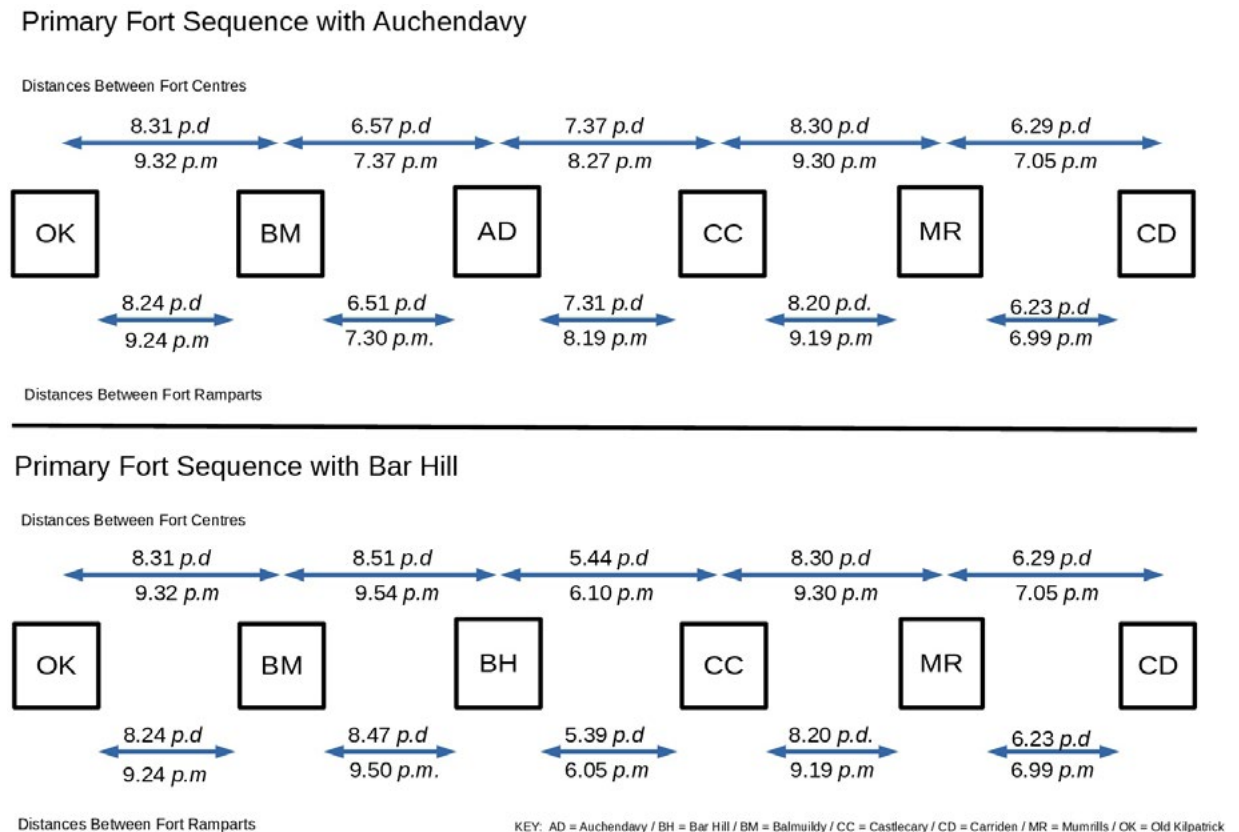 Primary Fort Sequence with Auchendavy
Distances Between Fort Centres
8.31 p.d 6.57 p.d 7.37 p.d 8.30 p.d 6.29 p.d
9.32 p.m 7.37 p.m 8.27 p.m 9.30 p.m 7.05 p.m
OK BM AD CC MR CD
8.24 p.d 6.51 p.d 7.31 p.d 8.20 p.d. 6.23 p.d
9.24 p.m 7.30 p.m. 8.19 p.m 9.19 p.m 6.99 p.m
Distances Between Fort Ramparts
Primary Fort Sequence with Bar Hill
Distances Between Fort Centres
8.31 p.d 8.51 p.d 5.44 p.d 8.30 p.d 6.29 p.d
9.32 p.m 9.54 p.m 6.10 p.m 9.30 p.m 7.05 p.m
OK BM BH CC MR CD
8.24 p.d 8.47 p.d 5.39 p.d 8.20 p.d. 6.23 p.d
9.24 p.m 9.50 p.m. 6.05 p.m 9.19 p.m 6.99 p.m
Distances Between Fort Ramparts
KEY: AD = Auchendavy / BH = Bar Hill / BM = Balmuildy / CC = Castlecary / CD = Carriden / MR = Mumrills / OK = Old Kilpatrick